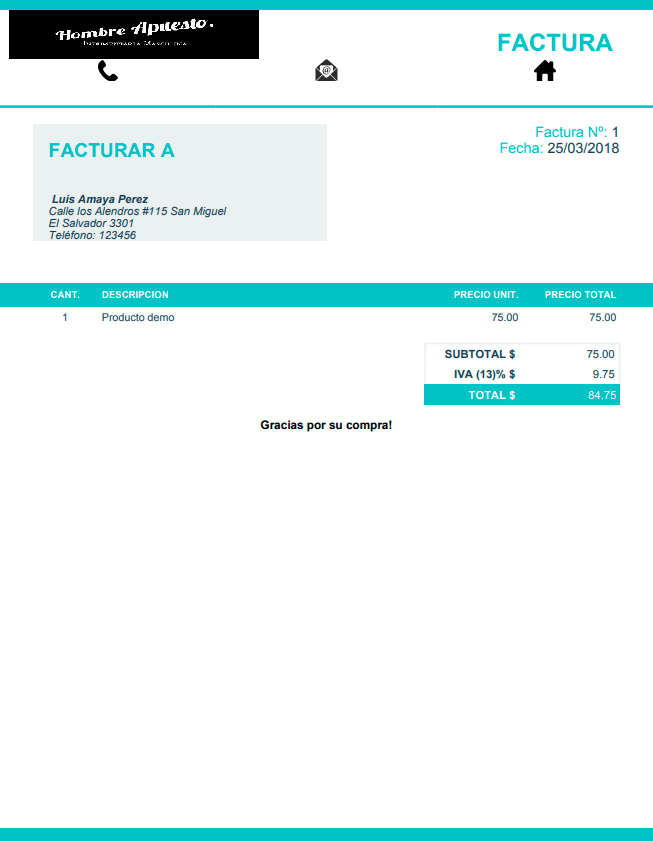 Hombre Apuesto.
FACTURA
Factura Nº: 1
Fecha: 25/03/2018
FACTURAR A
Luis Amaya Perez
Calle los Alendros #115 San Miguel
El Salvador 3301
Teléfono: 123456
CANT. DESCRIPCION PRECIO UNIT. PRECIO TOTAL
1 Producto demo 75.00 75.00
SUBTOTAL $ 75.00
IVA (13)% $ 9.75
TOTAL $ 84.75
Gracias por su compra!